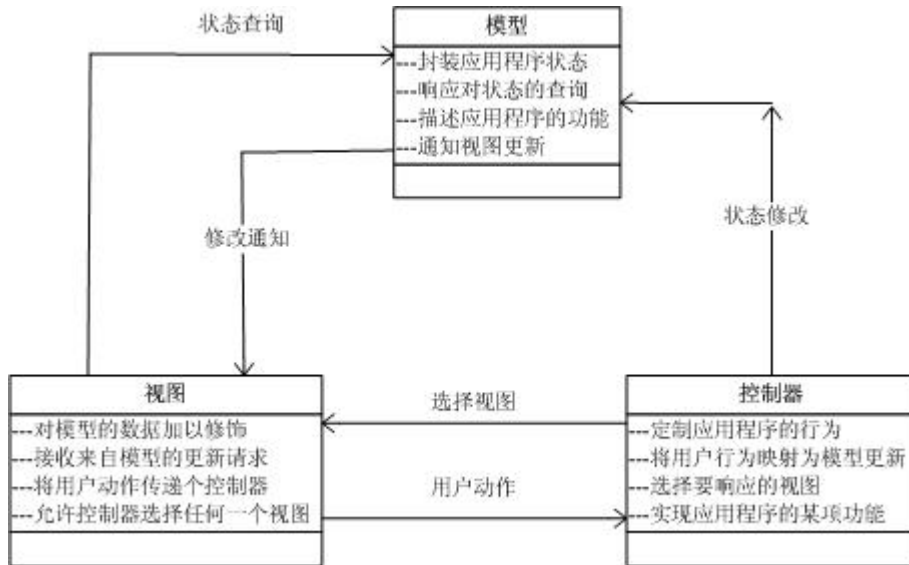 状态查询
模型
---封装应用程序状态
---响应对状态的查询
---描述应用程序的功能
---通知视图更新
修改通知
状态修改
视图
---对模型的数据加以修饰
---接收来自模型的更新请求
---将用户动作传递个控制器
---允许控制器选择任何一个视图
选择视图
用户动作
控制器
---定制应用程序的行为
---将用户行为映射为模型更新
---选择要响应的视图
---实现应用程序的某项功能